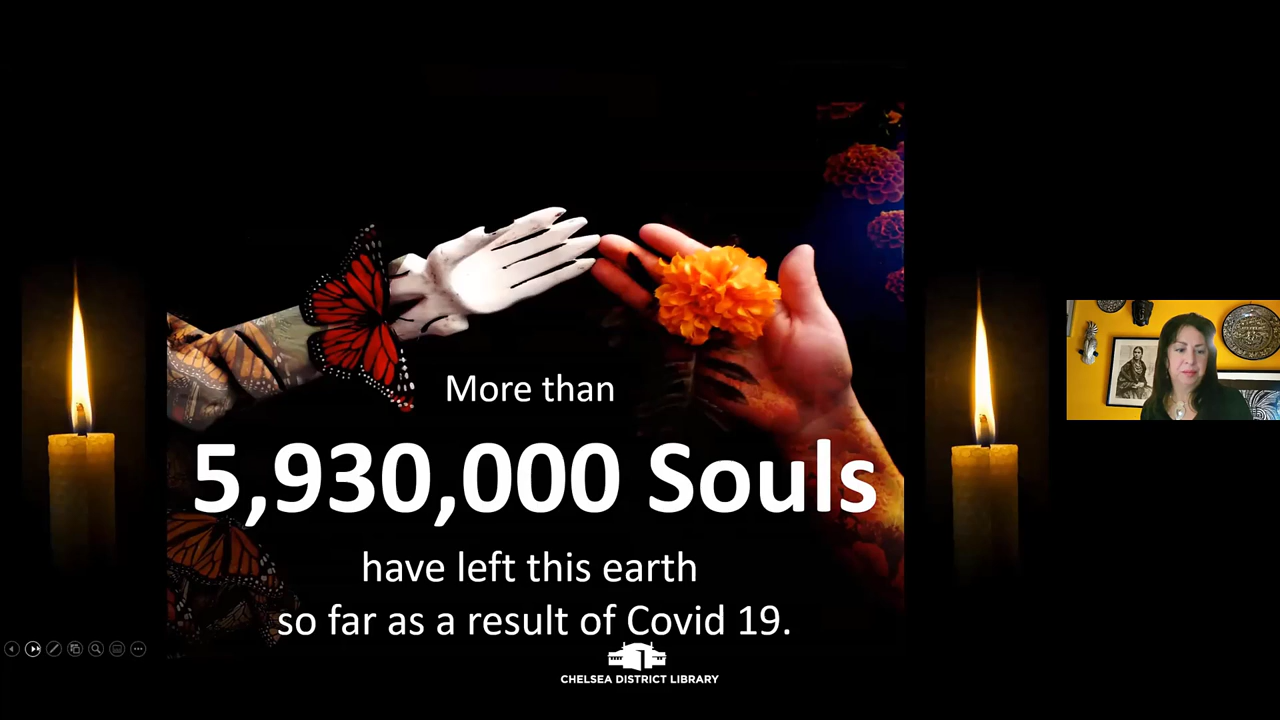 More than
5,930,000 Souls
have left this earth
so far as a result of Covid 19.
CHELSEA DISTRICT LIBRARY